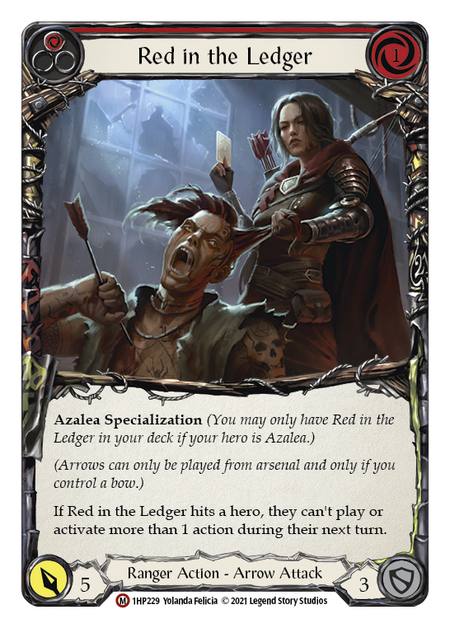 Red in the Ledger
1
Azalea Specialization (You may only have Red in the
Ledger in your deck if your hero is Azalea.)
(Arrows can only be played from arsenal and only if you
control a bow.)
If Red in the Ledger hits a hero, they can't play or
activate more than 1 action during their next turn.
5
Ranger Action - Arrow Attack
3
M 1HP229 Yolanda Felicia © 2021 Legend Story Studios